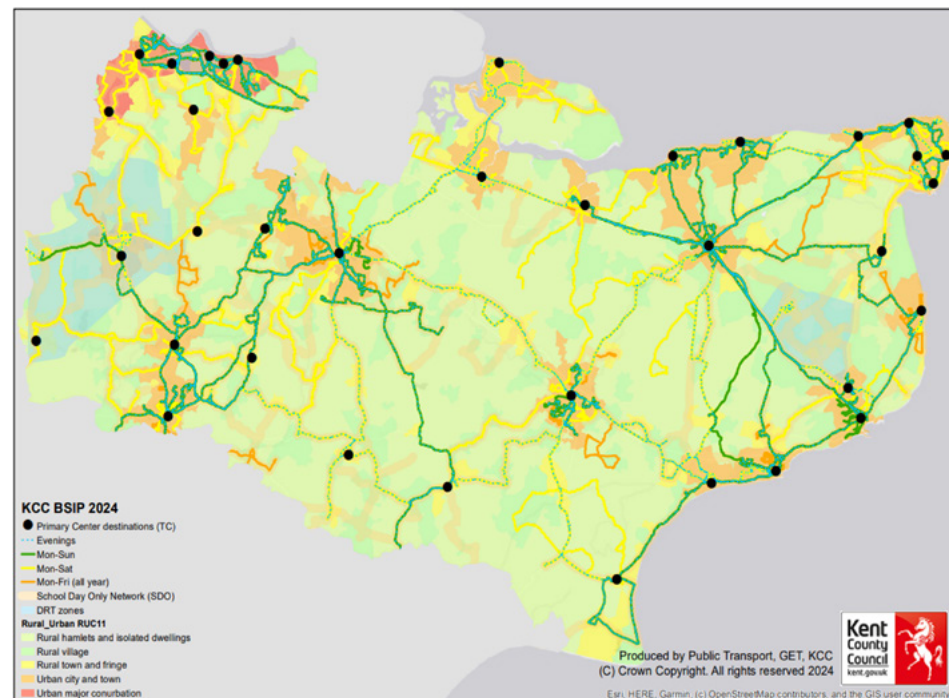 KCC BSIP 2024
Primary Center destinations (TC)
Evenings
Mon-Sun
Mon-Sat
Mon-Fri (all year)
School Day Only Network (SDO)
DRT zones
Rural_Urban RUC11
Rural hamlets and isolated dwellings
Rural village
Rural town and fringe
Urban city and town
Urban major conurbation
Produced by Public Transport, GET, KCC
(C) Crown Copyright. All rights reserved 2024
Kent
County
Council
kent.gov.uk
Esri, HERE, Garmin, (c) OpenStreetMap contributors, and the GIS user community